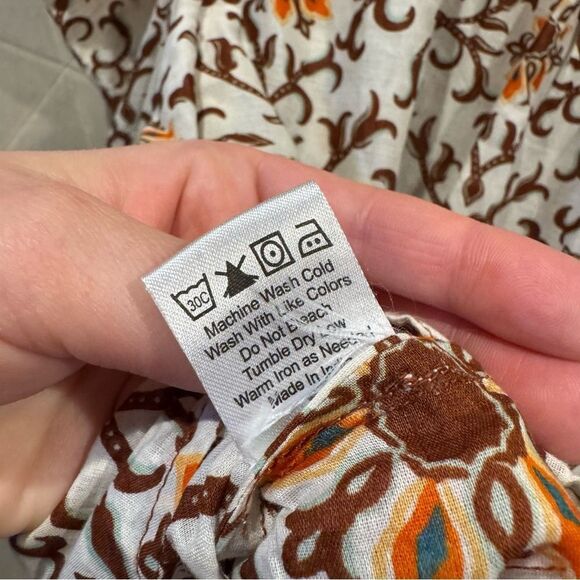 30C
Machine Wash Cold
Wash With Like Colors
Do Not Bleach
Tumble Dry Low
Warm Iron as Needed
Made in